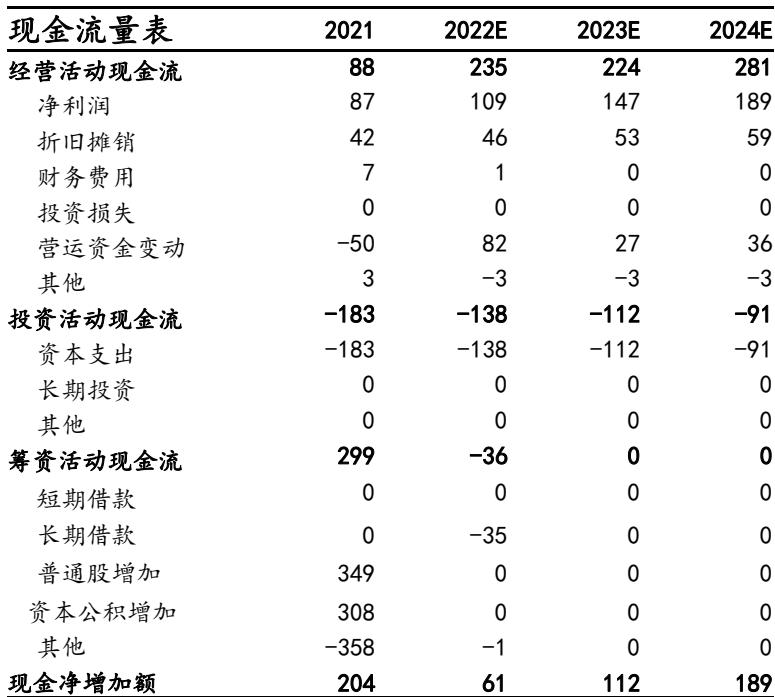 现金流量表 2021 2022E 2023E 2024E
经营活动现金流 88 235 224 281
净利润 87 109 147 189
折旧摊销 42 46 53 59
财务费用 7 1 0 0
投资损失 0 0 0 0
营运资金变动 -50 82 27 36
其他 3 -3 -3 -3
投资活动现金流 -183 -138 -112 -91
资本支出 -183 -138 -112 -91
长期投资 0 0 0 0
其他 0 0 0 0
筹资活动现金流 299 -36 0 0
短期借款 0 0 0 0
长期借款 0 -35 0 0
普通股增加 349 0 0 0
资本公积增加 308 0 0 0
其他 -358 -1 0 0
现金净增加额 204 61 112 189